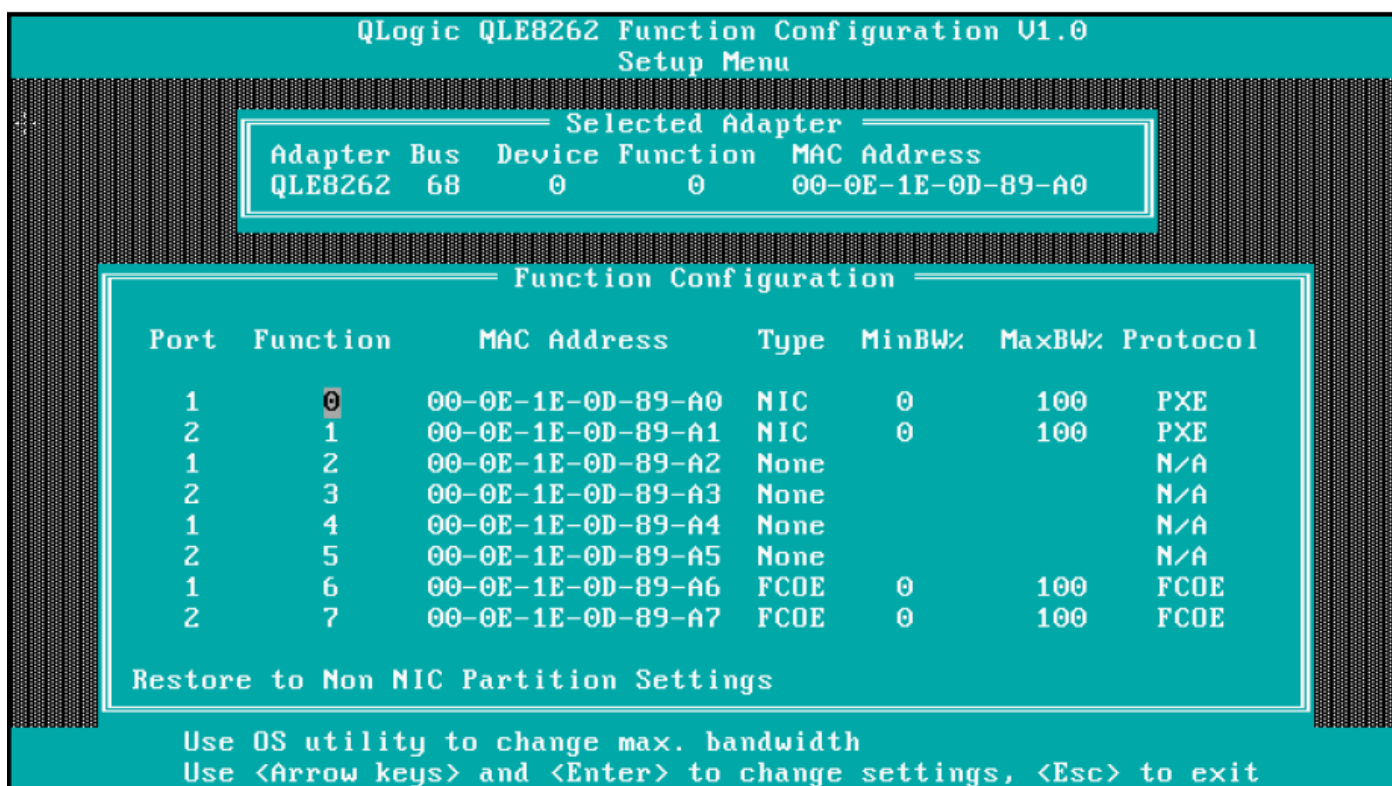 QLogic QLE8262 Function Configuration V1.0
Setup Menu
Selected Adapter
Adapter Bus Device Function MAC Address
QLE8262 68 0 0 00-0E-1E-0D-89-A0
Function Configuration
Port Function MAC Address Type MinBW% MaxBW% Protocol
1 0 00-0E-1E-0D-89-A0 NIC 0 100 PXE
2 1 00-0E-1E-0D-89-A1 NIC 0 100 PXE
1 2 00-0E-1E-0D-89-A2 None N/A
2 3 00-0E-1E-0D-89-A3 None N/A
1 4 00-0E-1E-0D-89-A4 None N/A
2 5 00-0E-1E-0D-89-A5 None N/A
1 6 00-0E-1E-0D-89-A6 FCOE 0 100 FCOE
2 7 00-0E-1E-0D-89-A7 FCOE 0 100 FCOE
Restore to Non NIC Partition Settings
Use OS utility to change max. bandwidth
Use <Arrow keys> and <Enter> to change settings, <Esc> to exit